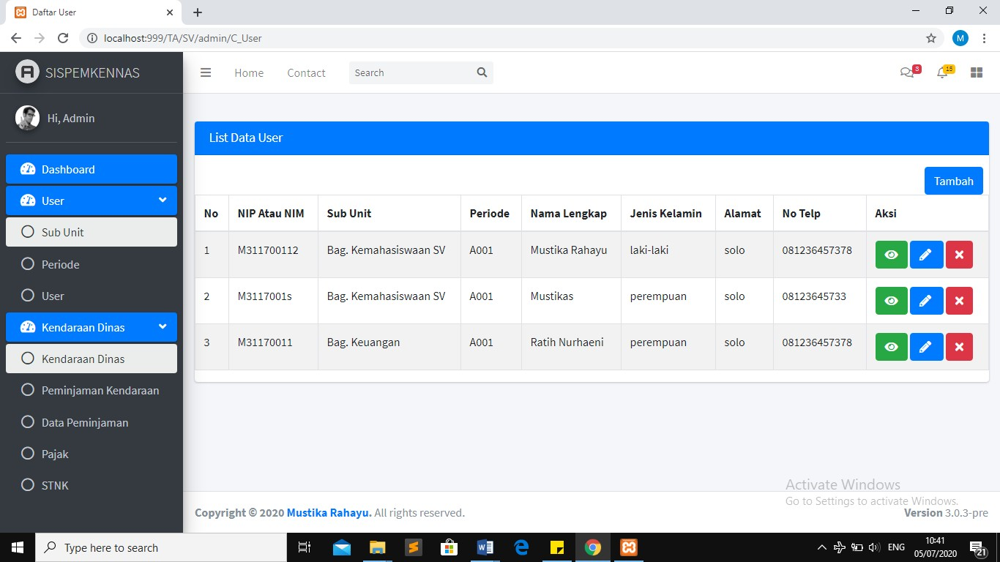 Daftar User
localhost:999/TA/SV/admin/C_User
M
SISPEMKENNAS
Home Contact Search 3 15
Hi, Admin
List Data User
Dashboard
Tambah
User
Sub Unit
Periode
User
Kendaraan Dinas
Kendaraan Dinas
Peminjaman Kendaraan
Data Peminjaman
Pajak
STNK
No NIP Atau NIM Sub Unit Periode Nama Lengkap Jenis Kelamin Alamat No Telp Aksi
1 M311700112 Bag. Kemahasiswaan SV A001 Mustika Rahayu laki-laki solo 081236457378
2 M3117001s Bag. Kemahasiswaan SV A001 Mustikas perempuan solo 08123645733
3 M31170011 Bag. Keuangan A001 Ratih Nurhaeni perempuan solo 081236457378
Activate Windows
Go to Settings to activate Windows.
Copyright © 2020 Mustika Rahayu. All rights reserved. Version 3.0.3-pre
Type here to search
ENG
10:41
05/07/2020
21